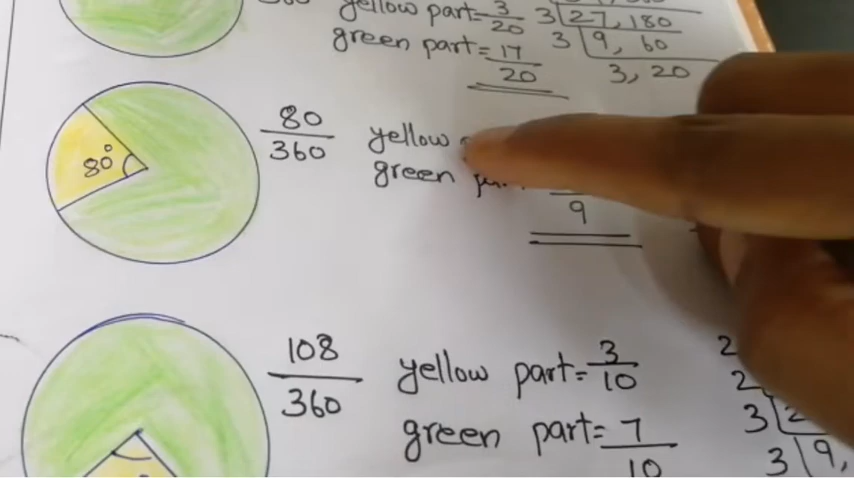 yellow part = 3/20 3 27, 180
green part = 17/20 3 9, 60
3, 20
80°
80/360 yellow
green
9
108/360 yellow part = 3/10 2
green part = 7/10 2
3
3 9,